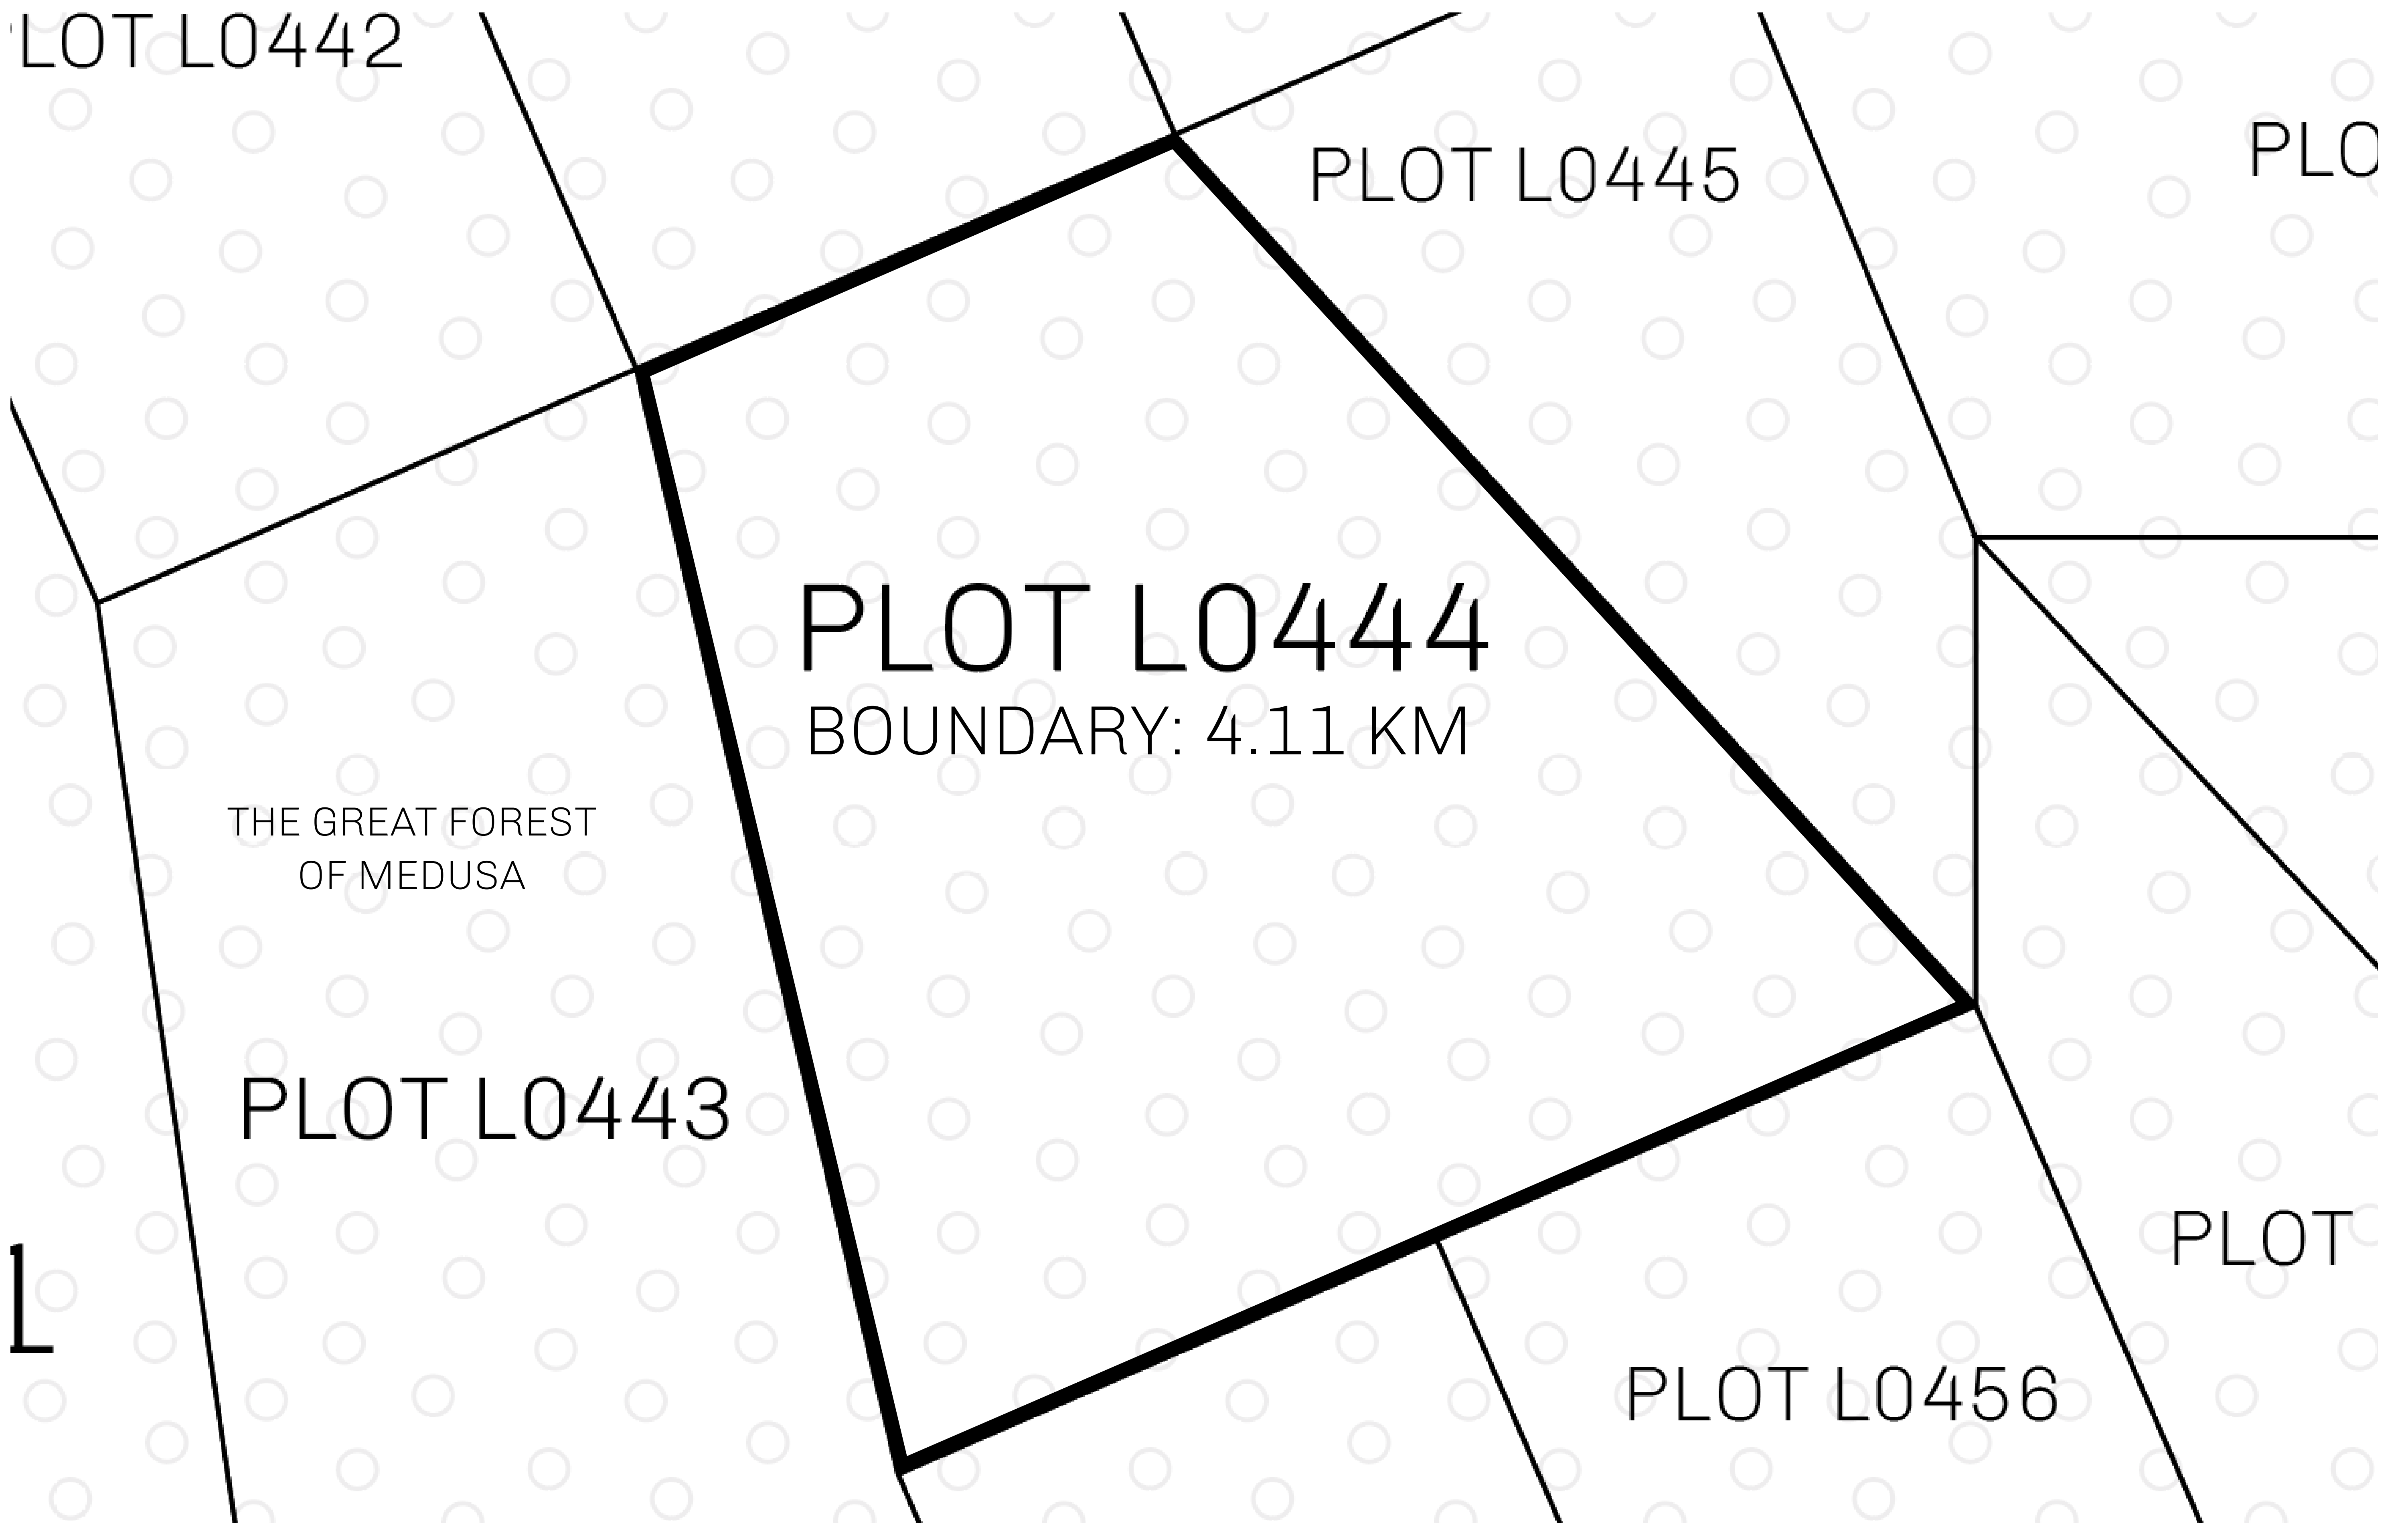 LOT L0442
PLOT L0445
PLO
PLOT L0444
BOUNDARY: 4.11 KM
THE GREAT FOREST
OF MEDUSA
PLOT L0443
PLOT
1
PLOT L0456